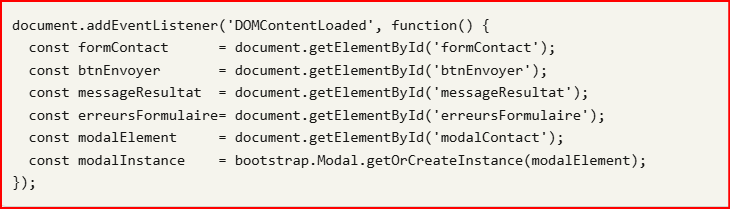 document.addEventListener('DOMContentLoaded', function() {
  const formContact      = document.getElementById('formContact');
  const btnEnvoyer       = document.getElementById('btnEnvoyer');
  const messageResultat  = document.getElementById('messageResultat');
  const erreursFormulaire= document.getElementById('erreursFormulaire');
  const modalElement     = document.getElementById('modalContact');
  const modalInstance    = bootstrap.Modal.getOrCreateInstance(modalElement);
});